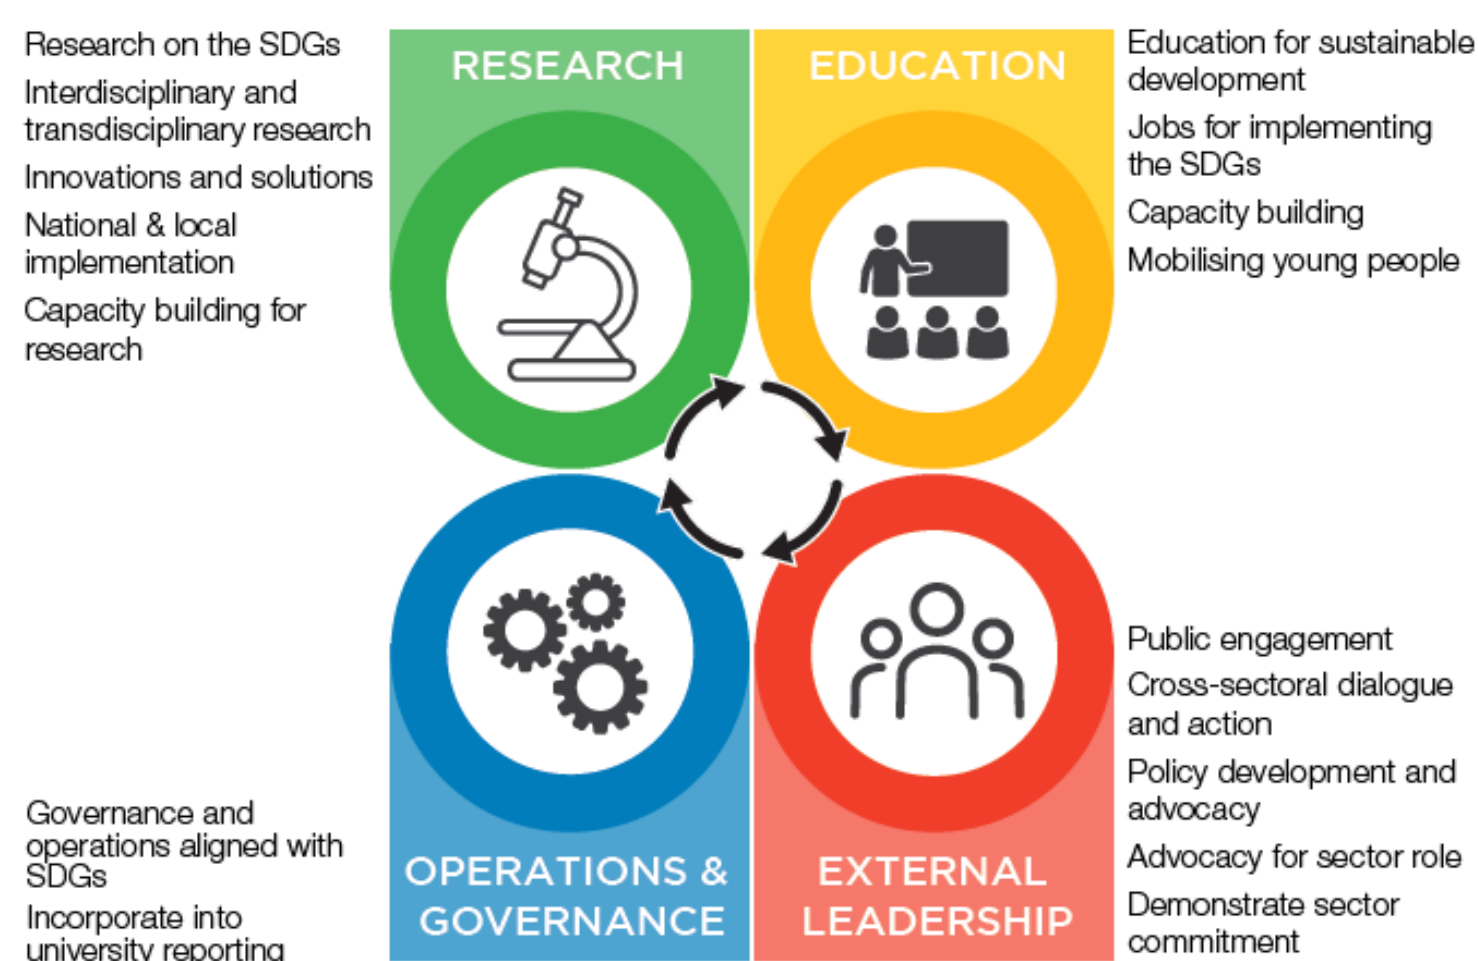 Research on the SDGs
Interdisciplinary and
transdisciplinary research
Innovations and solutions
National & local
implementation
Capacity building for
research
RESEARCH
EDUCATION
Education for sustainable
development
Jobs for implementing
the SDGs
Capacity building
Mobilising young people
Governance and
operations aligned with
SDGs
Incorporate into
university reporting
OPERATIONS &
GOVERNANCE
EXTERNAL
LEADERSHIP
Public engagement
Cross-sectoral dialogue
and action
Policy development and
advocacy
Advocacy for sector role
Demonstrate sector
commitment